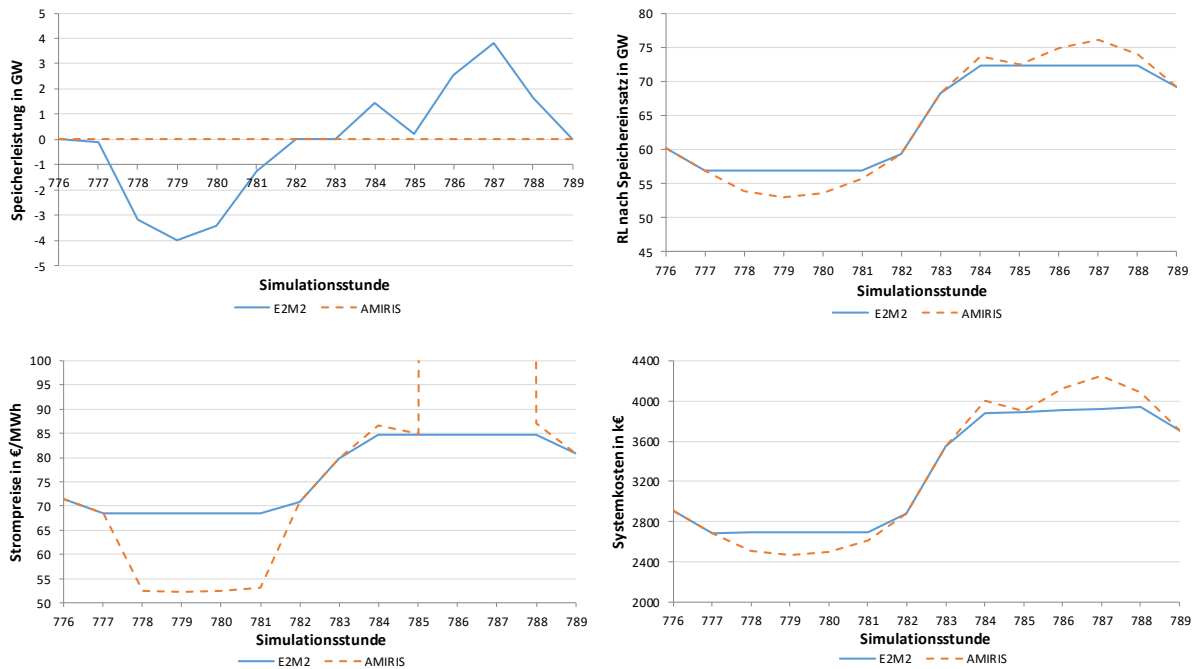 Speicherleistung in GW
5
4
3
2
1
0
-1
-2
-3
-4
-5
776 777 778 779 780 781 782 783 784 785 786 787 788 789
Simulationsstunde
E2M2 AMIRIS
RL nach Speichereinsatz in GW
80
75
70
65
60
55
50
45
776 777 778 779 780 781 782 783 784 785 786 787 788 789
Simulationsstunde
E2M2 AMIRIS
Strompreise in €/MWh
100
95
90
85
80
75
70
65
60
55
50
776 777 778 779 780 781 782 783 784 785 786 787 788 789
Simulationsstunde
E2M2 AMIRIS
Systemkosten in k€
4400
4000
3600
3200
2800
2400
2000
776 777 778 779 780 781 782 783 784 785 786 787 788 789
Simulationsstunde
E2M2 AMIRIS